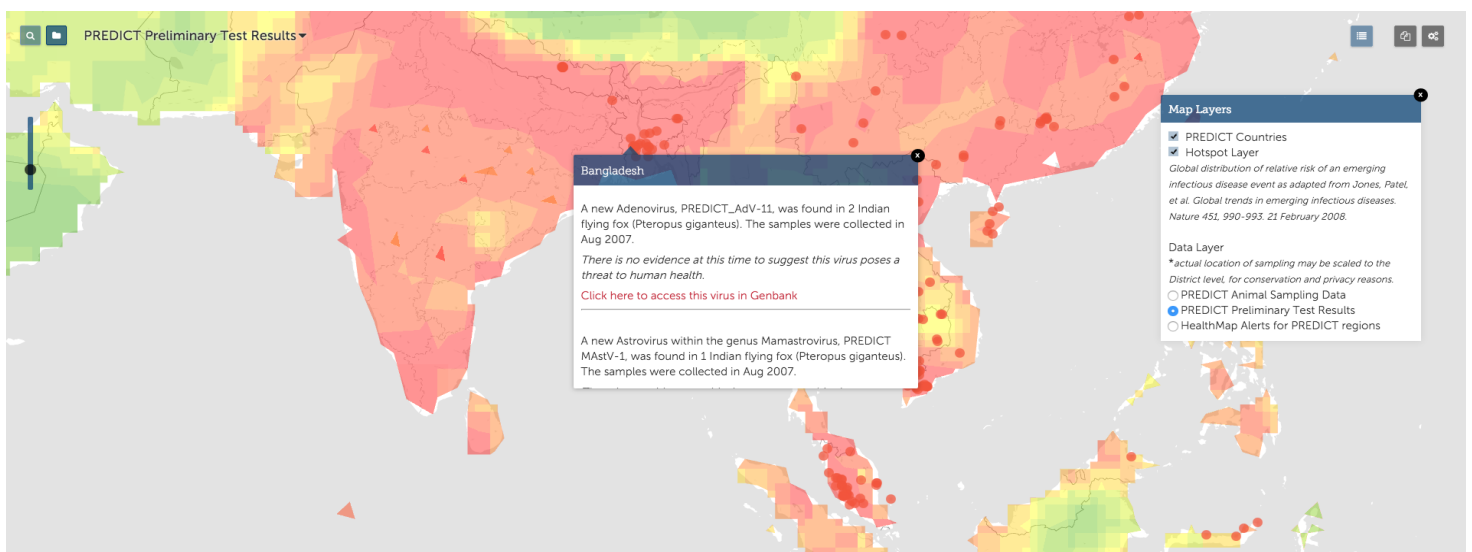 PREDICT Preliminary Test Results
Bangladesh
A new Adenovirus, PREDICT_AdV-11, was found in 2 Indian
flying fox (Pteropus giganteus). The samples were collected in
Aug 2007.
There is no evidence at this time to suggest this virus poses a
threat to human health.
Click here to access this virus in Genbank
A new Astrovirus within the genus Mamastrovirus, PREDICT
MAstV-1, was found in 1 Indian flying fox (Pteropus giganteus).
The samples were collected in Aug 2007.
Map Layers
PREDICT Countries
Hotspot Layer
Global distribution of relative risk of an emerging
infectious disease event as adapted from Jones, Patel,
et al. Global trends in emerging infectious diseases.
Nature 451, 990-993. 21 February 2008.
Data Layer
*actual location of sampling may be scaled to the
District level, for conservation and privacy reasons.
PREDICT Animal Sampling Data
PREDICT Preliminary Test Results
HealthMap Alerts for PREDICT regions